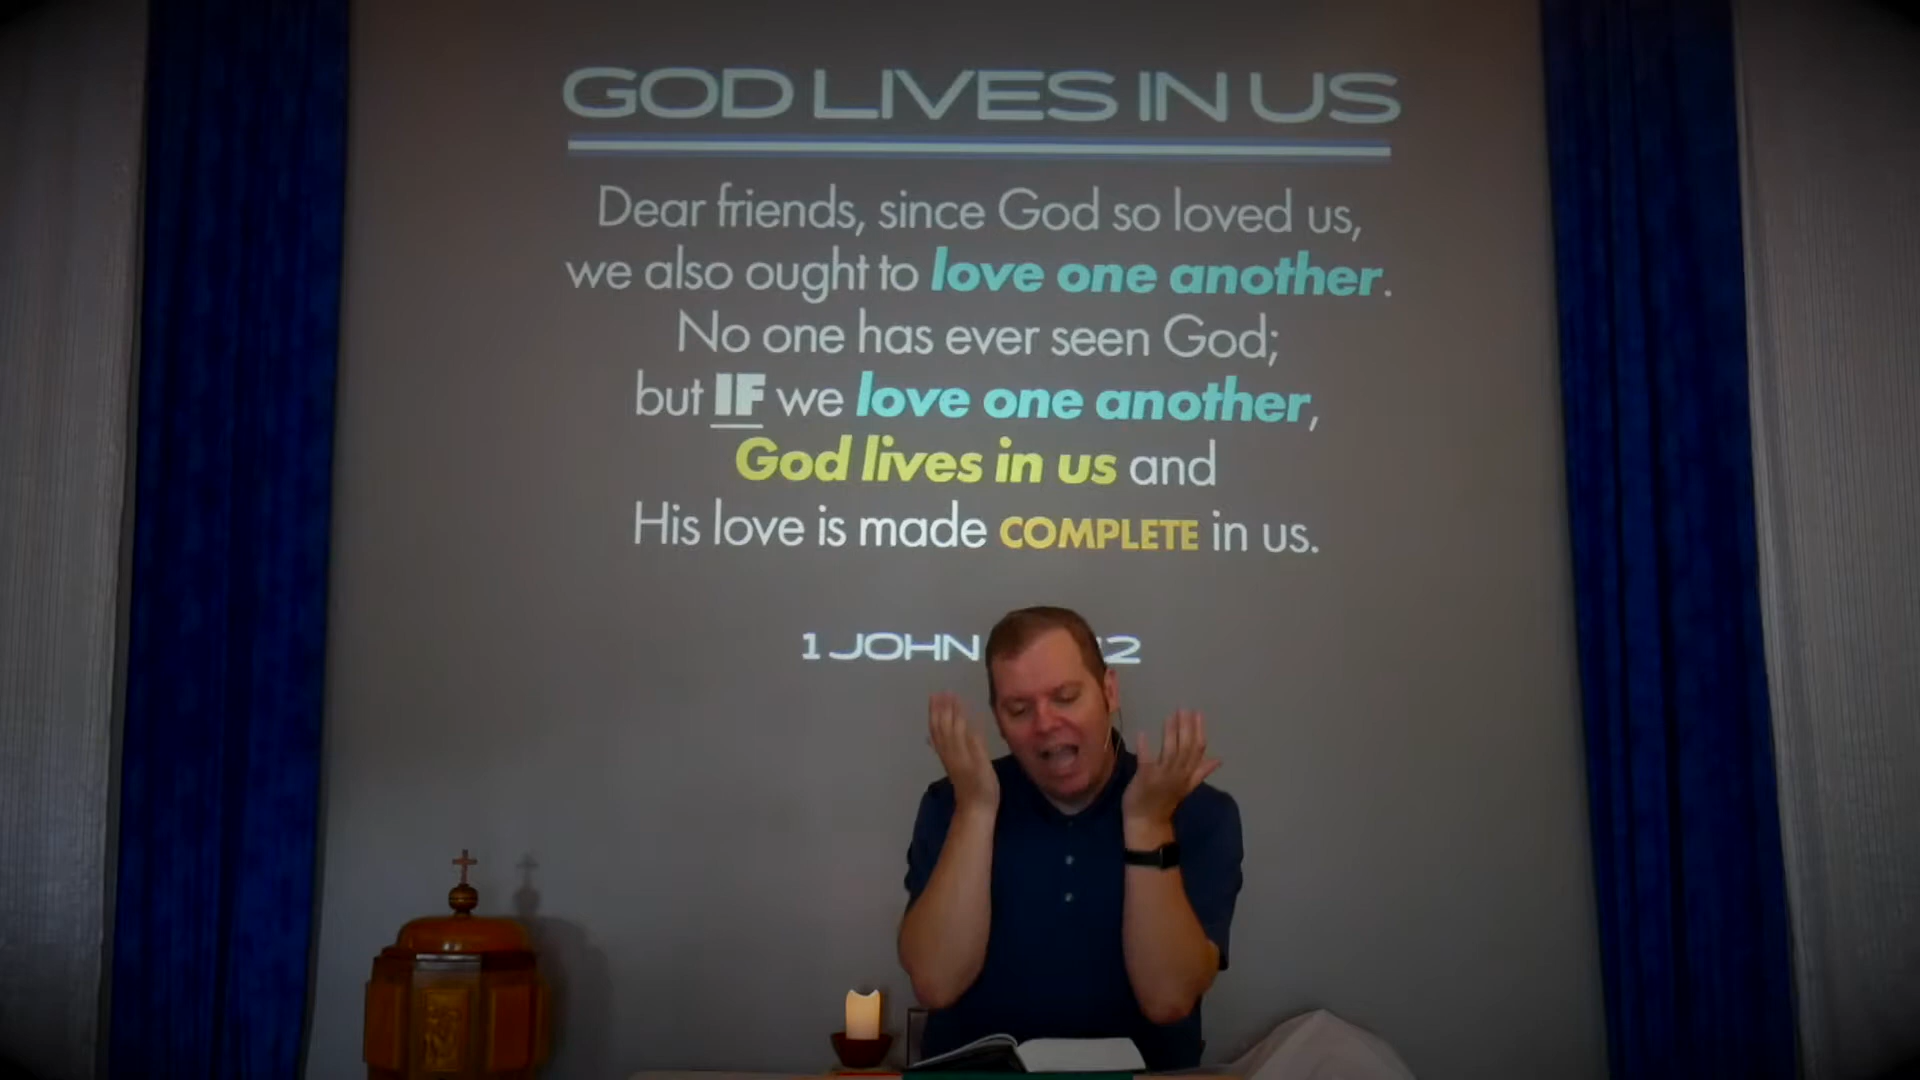 GOD LIVES IN US
Dear friends, since God so loved us,
we also ought to love one another.
No one has ever seen God;
but IF we love one another,
God lives in us and
His love is made COMPLETE in us.
1 JOHN 2